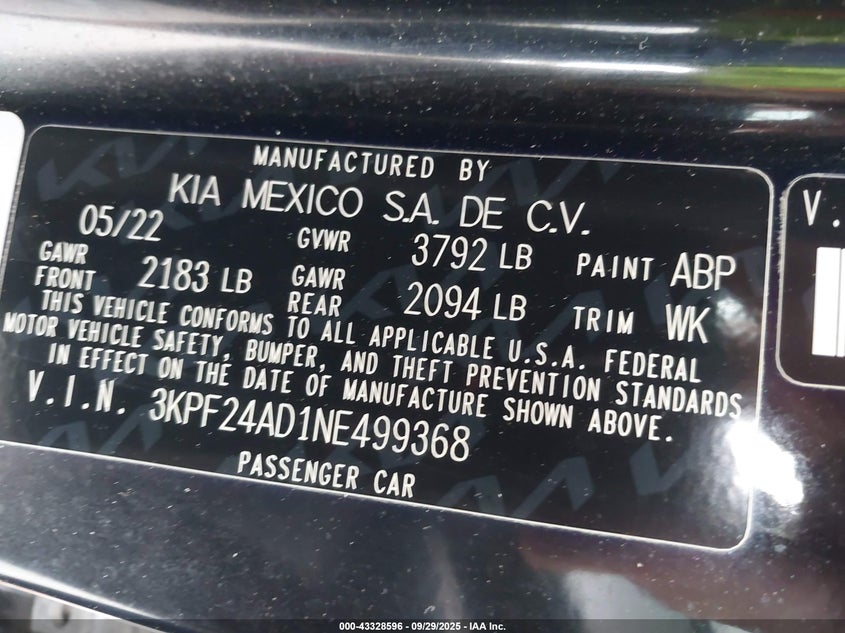 MANUFACTURED BY
KIA MEXICO S.A. DE C.V.
05/22 GVWR 3792 LB PAINT ABP
GAWR FRONT 2183 LB GAWR REAR 2094 LB TRIM WK
THIS VEHICLE CONFORMS TO ALL APPLICABLE U.S.A. FEDERAL
MOTOR VEHICLE SAFETY, BUMPER, AND THEFT PREVENTION STANDARDS
IN EFFECT ON THE DATE OF MANUFACTURE SHOWN ABOVE.
V.I.N. 3KPF24AD1NE499368
PASSENGER CAR
V.
000-43328596 - 09/29/2025 - IAA Inc.